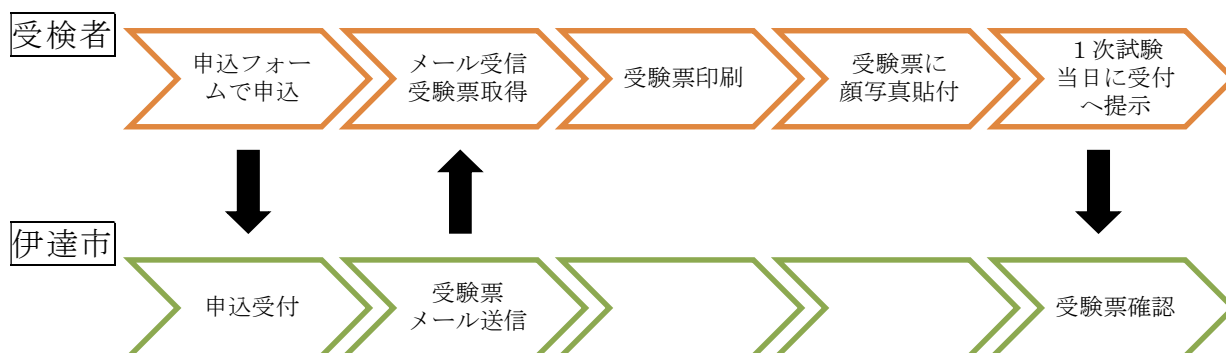 受検者
申込フォー
ムで申込
メール受信
受験票取得
受験票印刷
受験票に
顔写真貼付
１次試験
当日に受付
へ提示
伊達市
申込受付
受験票
メール送信
受験票確認